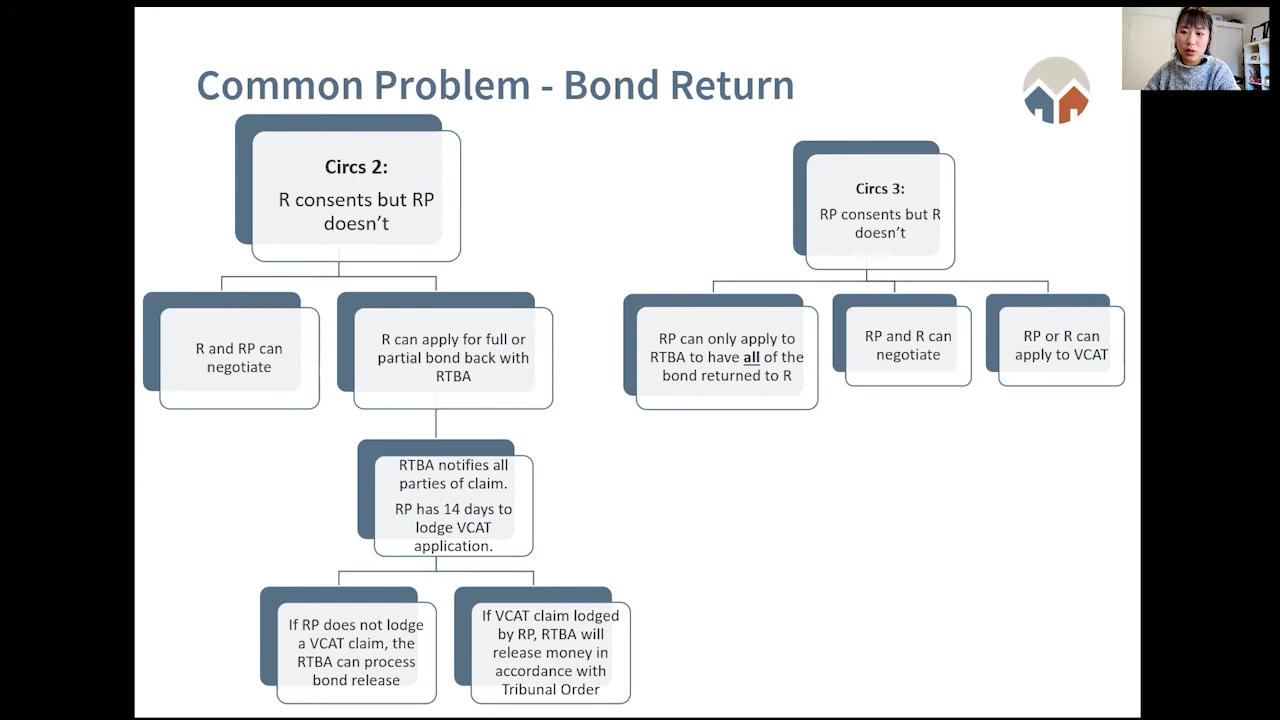 Common Problem - Bond Return
Circs 2:
R consents but RP
doesn’t
R and RP can
negotiate
R can apply for full or
partial bond back with
RTBA
RTBA notifies all
parties of claim.
RP has 14 days to
lodge VCAT
application.
If RP does not lodge
a VCAT claim, the
RTBA can process
bond release
If VCAT claim lodged
by RP, RTBA will
release money in
accordance with
Tribunal Order
Circs 3:
RP consents but R
doesn’t
RP can only apply to
RTBA to have all of the
bond returned to R
RP and R can
negotiate
RP or R can
apply to VCAT